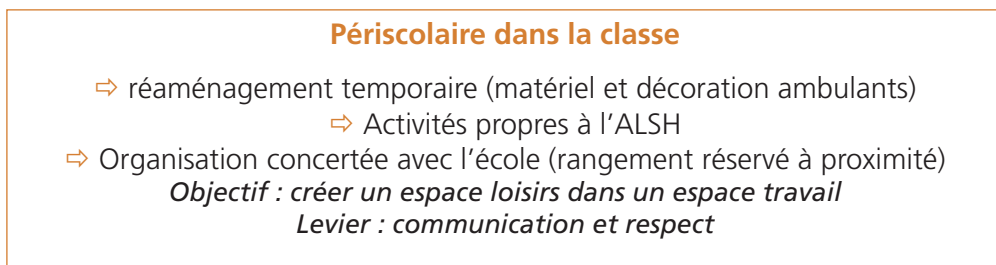 Périscolaire dans la classe
⇨ réaménagement temporaire (matériel et décoration ambulants)
⇨ Activités propres à l’ALSH
⇨ Organisation concertée avec l’école (rangement réservé à proximité)
Objectif : créer un espace loisirs dans un espace travail
Levier : communication et respect